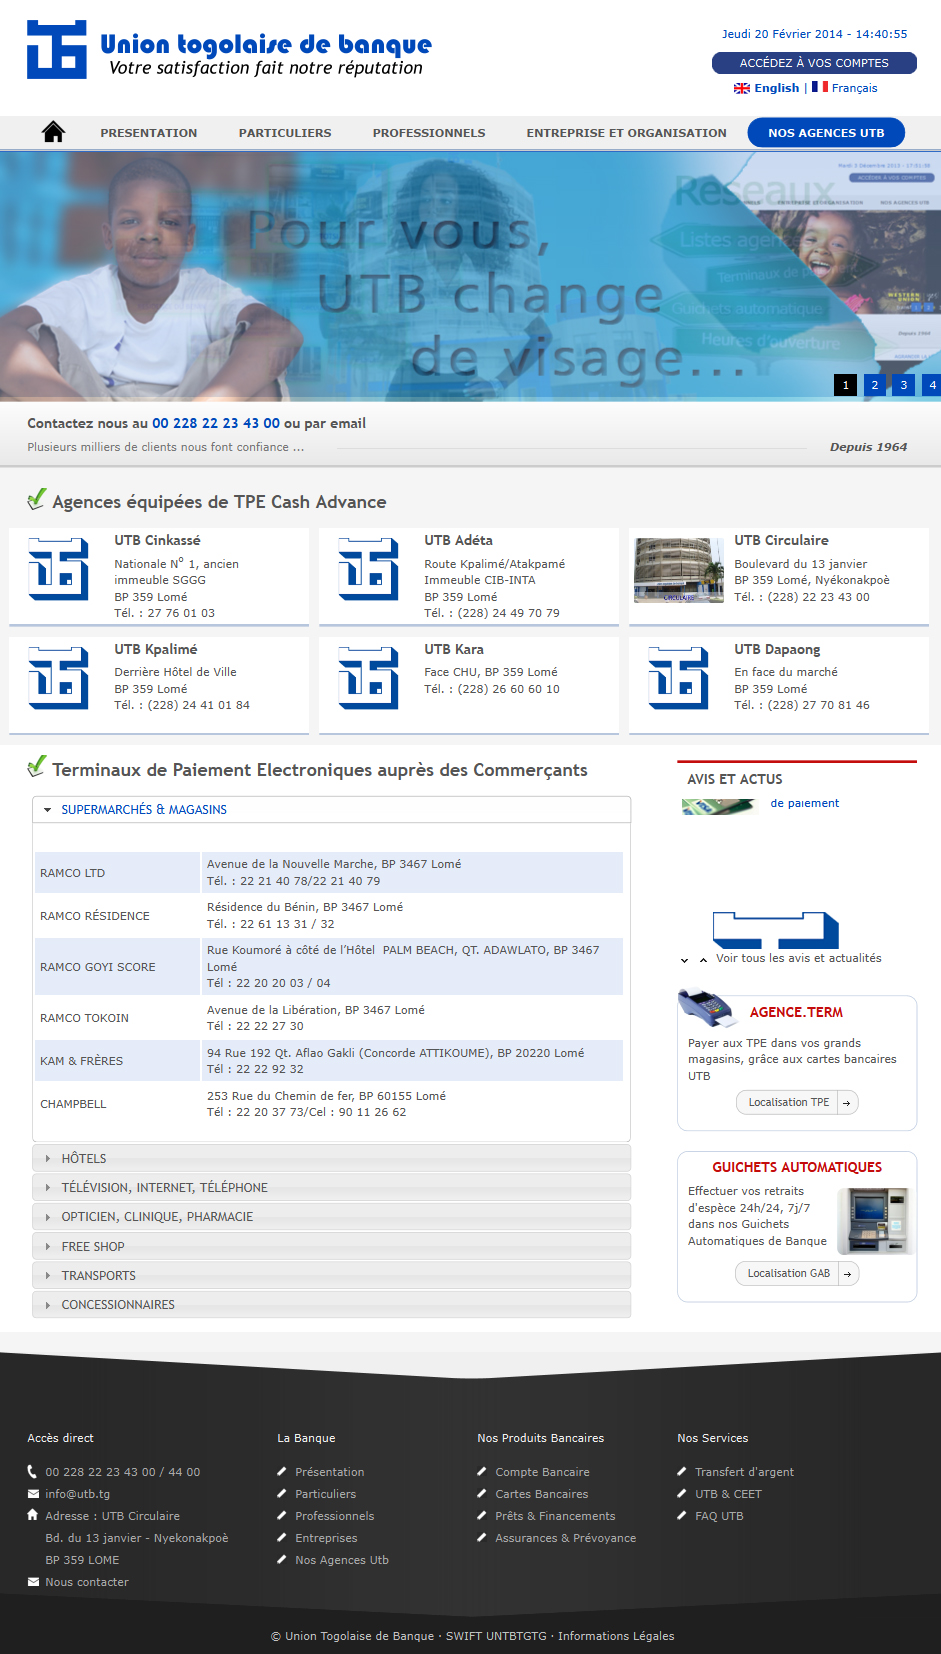 Union togolaise de banque
Votre satisfaction fait notre réputation
Jeudi 20 Février 2014 - 14:40:55
ACCÉDEZ À VOS COMPTES
English | Français
PRESENTATION
PARTICULIERS
PROFESSIONNELS
ENTREPRISE ET ORGANISATION
NOS AGENCES UTB
Pour vous,
UTB change
de visage...
Réseaux
Listes agen
Terminaux de p
Guichets automatique
Heures d'ouverture
1 2 3 4
Contactez nous au 00 228 22 23 43 00 ou par email
Plusieurs milliers de clients nous font confiance ...
Depuis 1964
Agences équipées de TPE Cash Advance
UTB Cinkassé
Nationale N° 1, ancien
immeuble SGGG
BP 359 Lomé
Tél. : 27 76 01 03
UTB Adéta
Route Kpalimé/Atakpamé
Immeuble CIB-INTA
BP 359 Lomé
Tél. : (228) 24 49 70 79
UTB Circulaire
Boulevard du 13 janvier
BP 359 Lomé, Nyékonakpoè
Tél. : (228) 22 23 43 00
CIRCULAIRE
UTB Kpalimé
Derrière Hôtel de Ville
BP 359 Lomé
Tél. : (228) 24 41 01 84
UTB Kara
Face CHU, BP 359 Lomé
Tél. : (228) 26 60 60 10
UTB Dapaong
En face du marché
BP 359 Lomé
Tél. : (228) 27 70 81 46
Terminaux de Paiement Electroniques auprès des Commerçants
SUPERMARCHÉS & MAGASINS
RAMCO LTD
Avenue de la Nouvelle Marche, BP 3467 Lomé
Tél. : 22 21 40 78/22 21 40 79
RAMCO RÉSIDENCE
Résidence du Bénin, BP 3467 Lomé
Tél. : 22 61 13 31 / 32
RAMCO GOYI SCORE
Rue Koumoré à côté de l'Hôtel PALM BEACH, QT. ADAWLATO, BP 3467
Lomé
Tél : 22 20 20 03 / 04
RAMCO TOKOIN
Avenue de la Libération, BP 3467 Lomé
Tél : 22 22 27 30
KAM & FRÈRES
94 Rue 192 Qt. Aflao Gakli (Concorde ATTIKOUME), BP 20220 Lomé
Tél : 22 22 92 32
CHAMPBELL
253 Rue du Chemin de fer, BP 60155 Lomé
Tél : 22 20 37 73/Cel : 90 11 26 62
HÔTELS
TÉLÉVISION, INTERNET, TÉLÉPHONE
OPTICIEN, CLINIQUE, PHARMACIE
FREE SHOP
TRANSPORTS
CONCESSIONNAIRES
AVIS ET ACTUS
de paiement
Voir tous les avis et actualités
AGENCE.TERM
Payer aux TPE dans vos grands
magasins, grâce aux cartes bancaires
UTB
Localisation TPE
GUICHETS AUTOMATIQUES
Effectuer vos retraits
d'espèce 24h/24, 7j/7
dans nos Guichets
Automatiques de Banque
Localisation GAB
Accès direct
00 228 22 23 43 00 / 44 00
info@utb.tg
Adresse : UTB Circulaire
Bd. du 13 janvier - Nyekonakpoè
BP 359 LOME
Nous contacter
La Banque
Présentation
Particuliers
Professionnels
Entreprises
Nos Agences Utb
Nos Produits Bancaires
Compte Bancaire
Cartes Bancaires
Prêts & Financements
Assurances & Prévoyance
Nos Services
Transfert d'argent
UTB & CEET
FAQ UTB
© Union Togolaise de Banque · SWIFT UNTBTGTG · Informations Légales